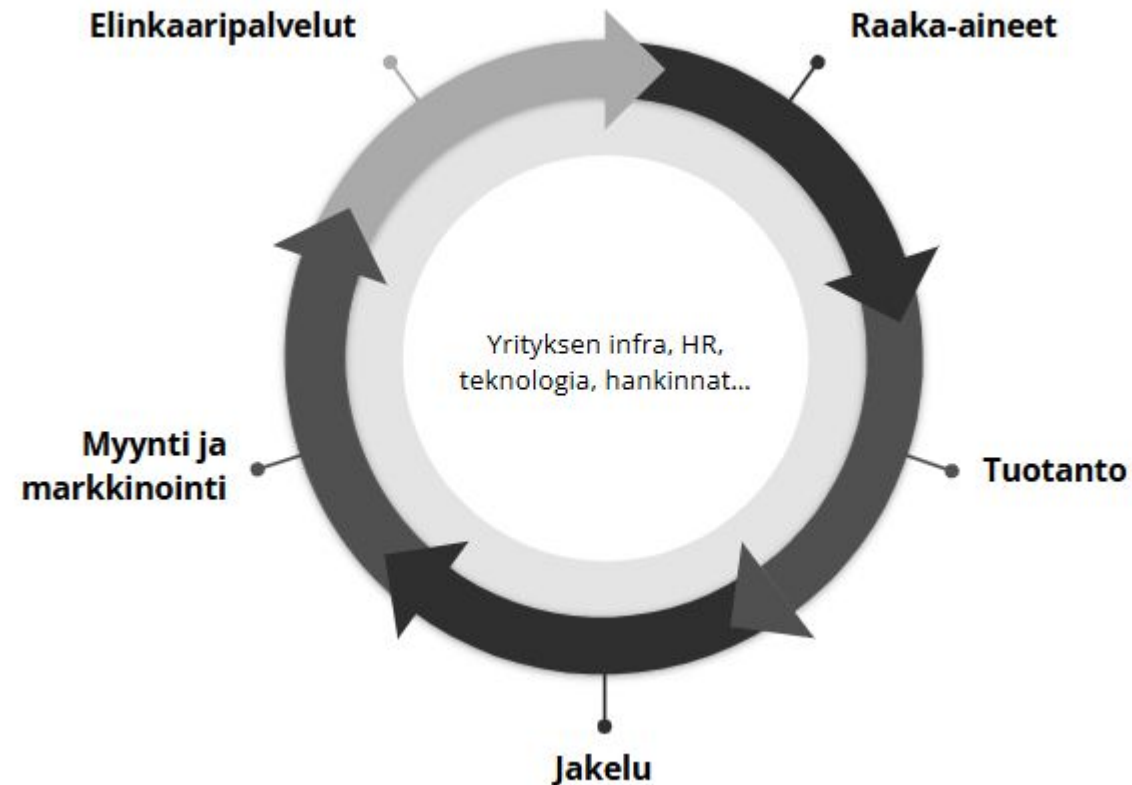 Elinkaaripalvelut
Raaka-aineet
Yrityksen infra, HR,
teknologia, hankinnat...
Myynti ja
markkinointi
Tuotanto
Jakelu